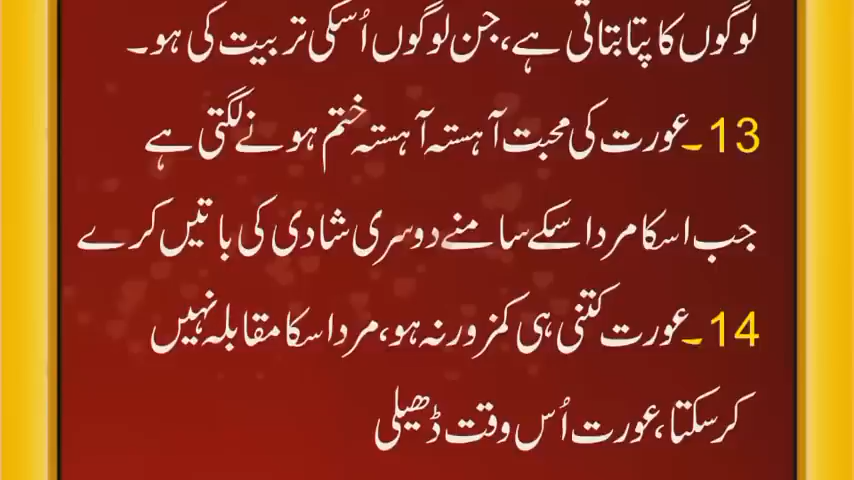 لوگوں کا پتا بتاتی ہے، جن لوگوں اُسکی تربیت کی ہو۔
13۔عورت کی محبت آہستہ آہستہ ختم ہونے لگتی ہے
جب اسکا مرد اسکے سامنے دوسری شادی کی باتیں کرے
14۔عورت کتنی ہی کمزور نہ ہو، مرد اسکا مقابلہ نہیں
کر سکتا، عورت اُس وقت ڈھیلی